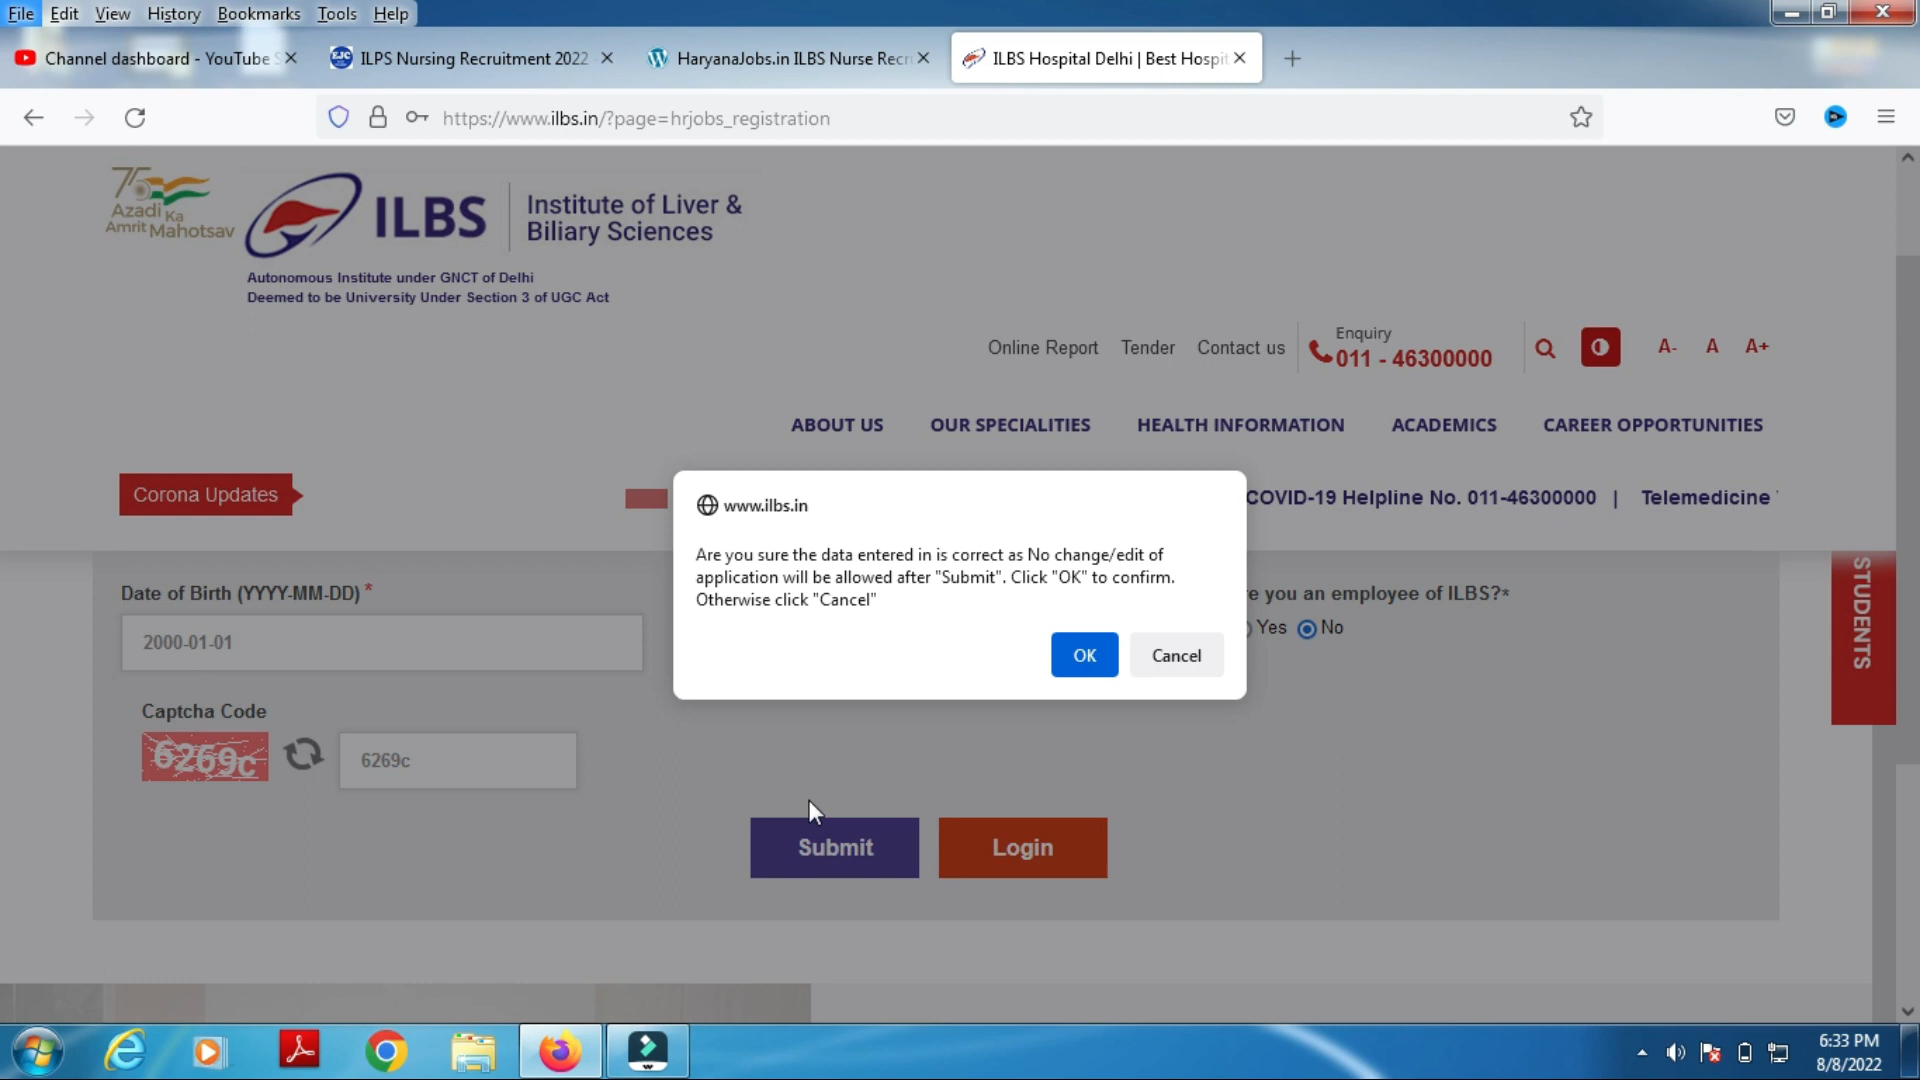 File Edit View History Bookmarks Tools Help
Channel dashboard - YouTube
ILPS Nursing Recruitment 2022
HaryanaJobs.in ILBS Nurse Recr
ILBS Hospital Delhi | Best Hospit
https://www.ilbs.in/?page=hrjobs_registration
75
Azadi Ka
Amrit Mahotsav
ILBS
Institute of Liver &
Biliary Sciences
Autonomous Institute under GNCT of Delhi
Deemed to be University Under Section 3 of UGC Act
Online Report Tender Contact us
Enquiry
011 - 46300000
A- A A+
ABOUT US OUR SPECIALITIES HEALTH INFORMATION ACADEMICS CAREER OPPORTUNITIES
Corona Updates
COVID-19 Helpline No. 011-46300000 | Telemedicine
www.ilbs.in
Are you sure the data entered in is correct as No change/edit of
application will be allowed after "Submit". Click "OK" to confirm.
Otherwise click "Cancel"
OK Cancel
Date of Birth (YYYY-MM-DD) *
2000-01-01
e you an employee of ILBS?*
Yes No
STUDENTS
Captcha Code
6269c
6269c
Submit Login
6:33 PM
8/8/2022